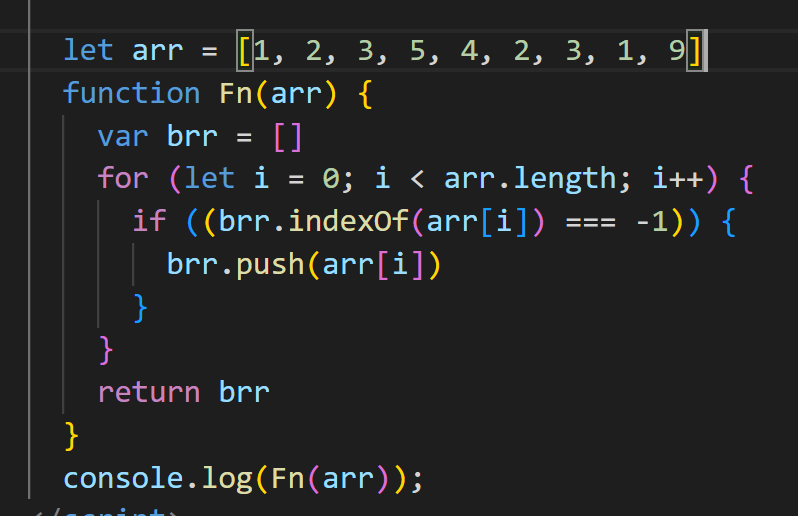 let arr = [1, 2, 3, 5, 4, 2, 3, 1, 9]
function Fn(arr) {
var brr = []
for (let i = 0; i < arr.length; i++) {
if ((brr.indexOf(arr[i]) === -1)) {
brr.push(arr[i])
}
}
return brr
}
console.log(Fn(arr));
</script>